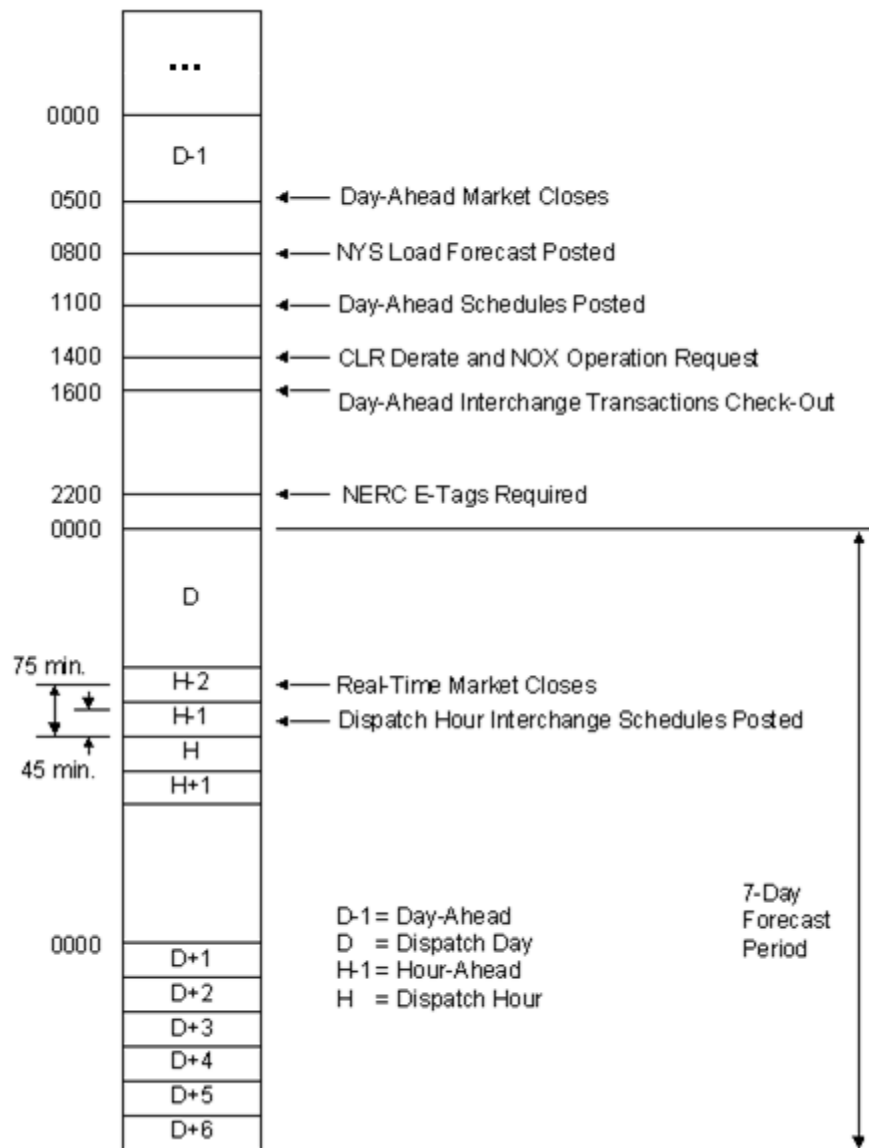 ...
0000
D-1
0500 Day-Ahead Market Closes
0800 NYS Load Forecast Posted
1100 Day-Ahead Schedules Posted
1400 CLR Derate and NOX Operation Request
1600 Day-Ahead Interchange Transactions Check-Out
2200 NERC E-Tags Required
0000
D
75 min.
H-2 Real-Time Market Closes
H-1 Dispatch Hour Interchange Schedules Posted
H
45 min.
H+1
7-Day
Forecast
Period
D-1 = Day-Ahead
D = Dispatch Day
H-1 = Hour-Ahead
H = Dispatch Hour
0000
D+1
D+2
D+3
D+4
D+5
D+6